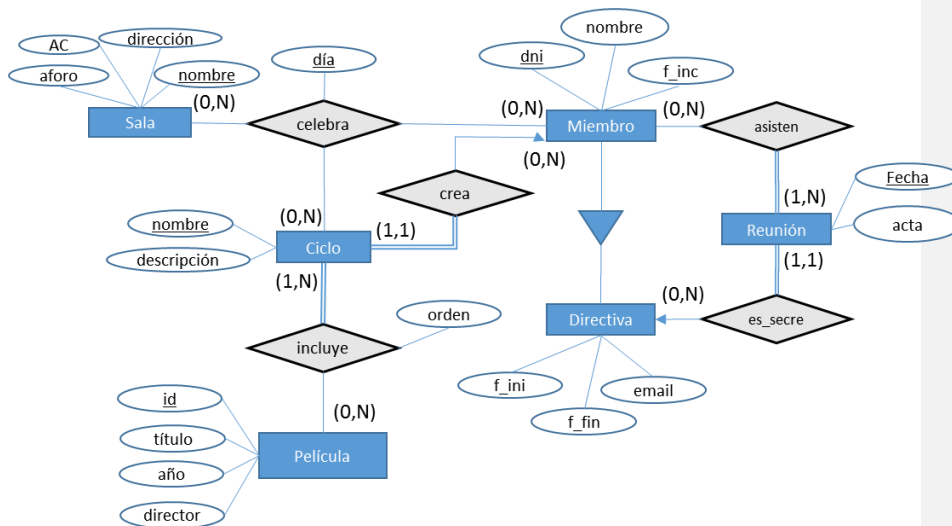 nombre
AC
dirección
dni
día
aforo
nombre
f_inc
(0,N)
(0,N)
(0,N)
Sala
celebra
Miembro
asisten
(0,N)
Fecha
crea
(1,N)
nombre
(0,N)
(1,1)
Reunión
acta
Ciclo
descripción
(1,1)
(1,N)
(0,N)
orden
Directiva
es_secre
incluye
f_ini
email
id
(0,N)
f_fin
título
Película
año
director